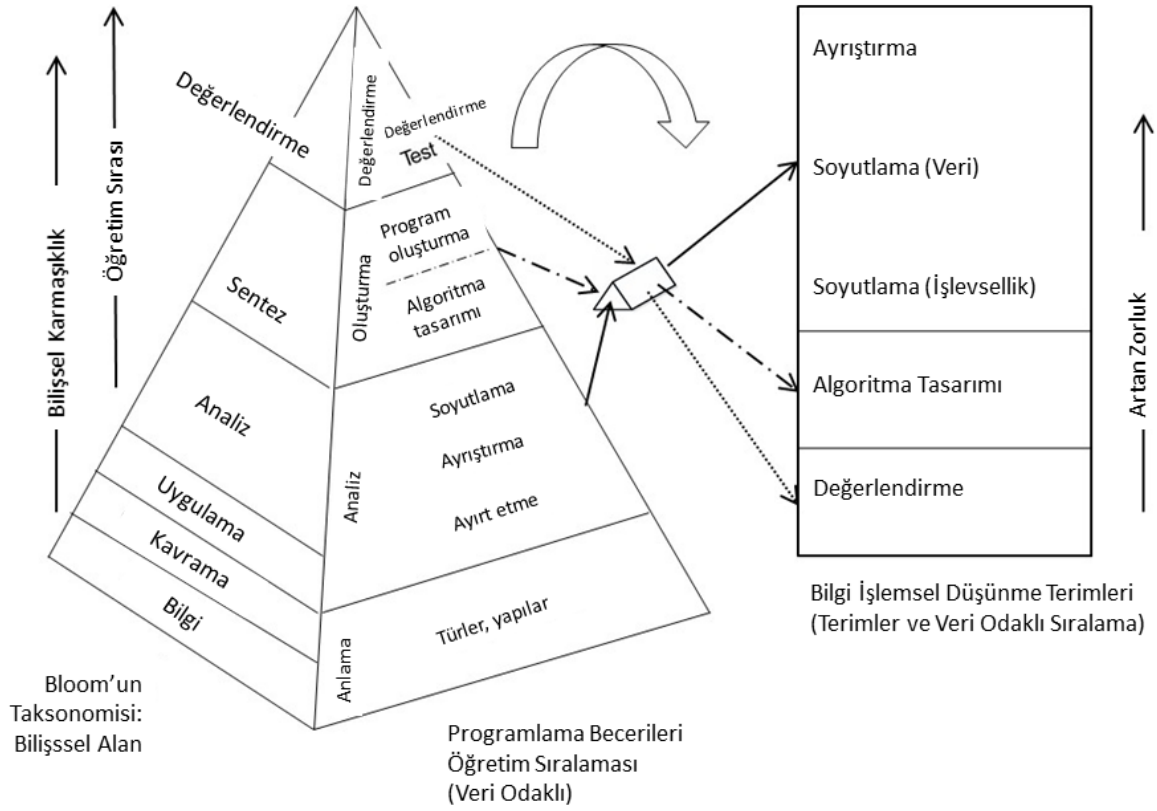 Bilişsel Karmaşıklık
Öğretim Sırası
Değerlendirme
Sentez
Analiz
Uygulama
Kavrama
Bilgi
Bloom’un
Taksonomisi:
Bilişssel Alan
Değerlendirme
Oluşturma
Analiz
Anlama
Değerlendirme
Test
Program
oluşturma
Algoritma
tasarımı
Soyutlama
Ayrıştırma
Ayırt etme
Türler, yapılar
Programlama Becerileri
Öğretim Sıralaması
(Veri Odaklı)
Ayrıştırma
Soyutlama (Veri)
Soyutlama (İşlevsellik)
Algoritma Tasarımı
Değerlendirme
Bilgi İşlemsel Düşünme Terimleri
(Terimler ve Veri Odaklı Sıralama)
Artan Zorluk